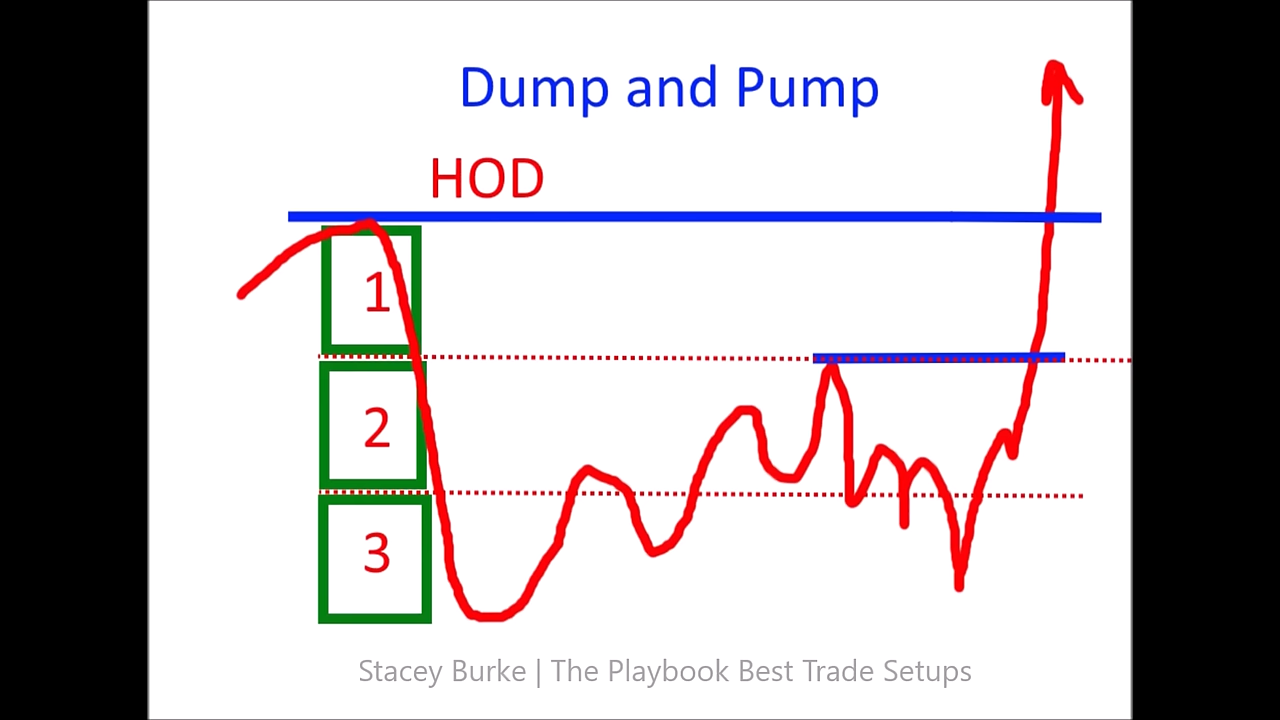 Dump and Pump
HOD
1
2
3
Stacey Burke | The Playbook Best Trade Setups